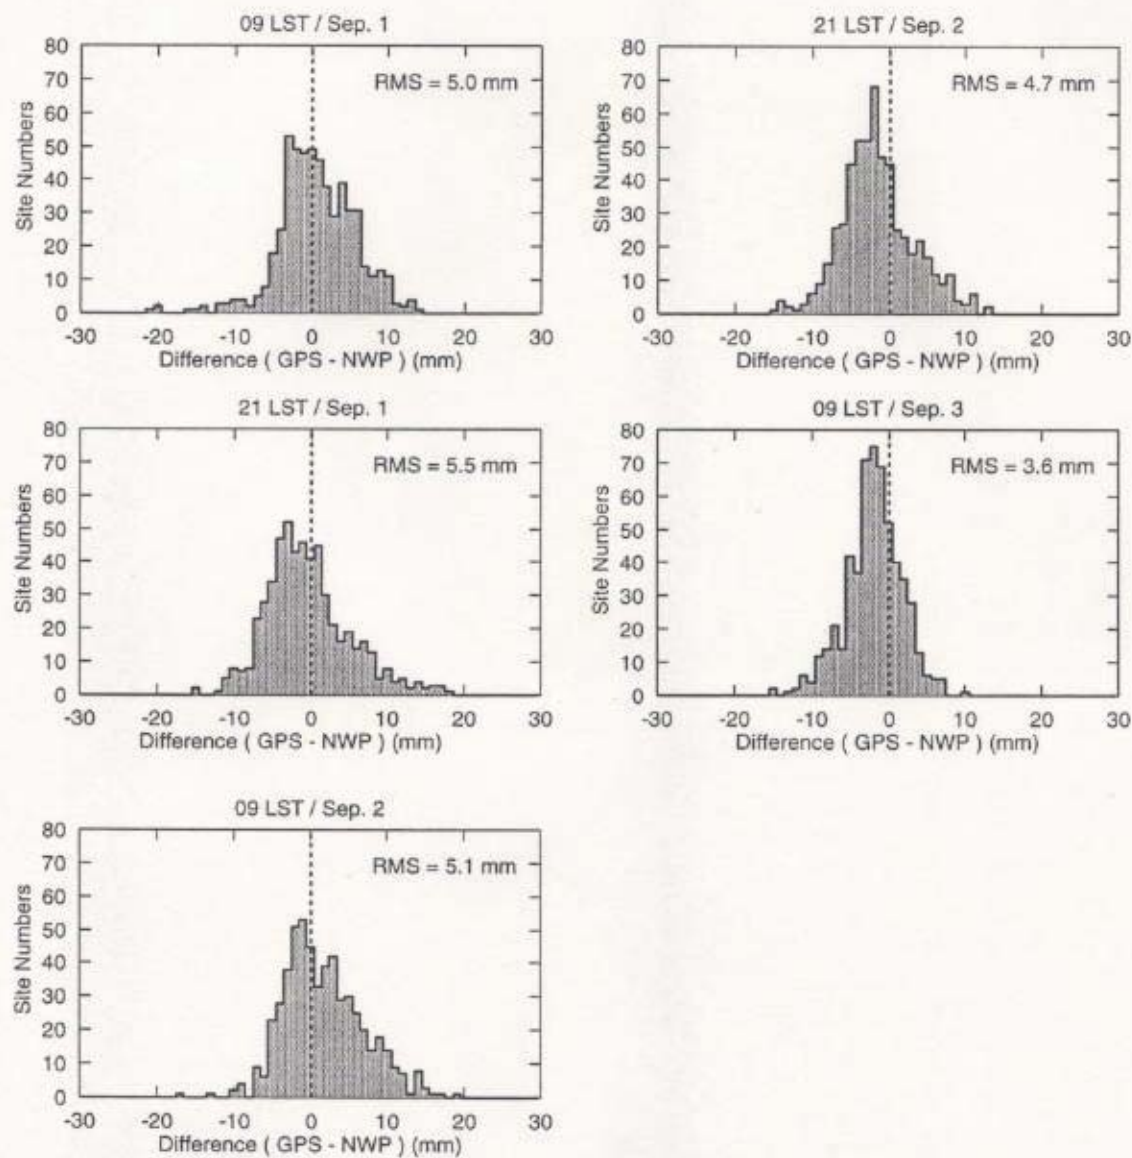 09 LST / Sep. 1
RMS = 5.0 mm
80
70
60
50
40
30
20
10
0
Site Numbers
-30 -20 -10 0 10 20 30
Difference ( GPS - NWP ) (mm)
21 LST / Sep. 1
RMS = 5.5 mm
80
70
60
50
40
30
20
10
0
Site Numbers
-30 -20 -10 0 10 20 30
Difference ( GPS - NWP ) (mm)
09 LST / Sep. 2
RMS = 5.1 mm
80
70
60
50
40
30
20
10
0
Site Numbers
-30 -20 -10 0 10 20 30
Difference ( GPS - NWP ) (mm)
21 LST / Sep. 2
RMS = 4.7 mm
80
70
60
50
40
30
20
10
0
Site Numbers
-30 -20 -10 0 10 20 30
Difference ( GPS - NWP ) (mm)
09 LST / Sep. 3
RMS = 3.6 mm
80
70
60
50
40
30
20
10
0
Site Numbers
-30 -20 -10 0 10 20 30
Difference ( GPS - NWP ) (mm)